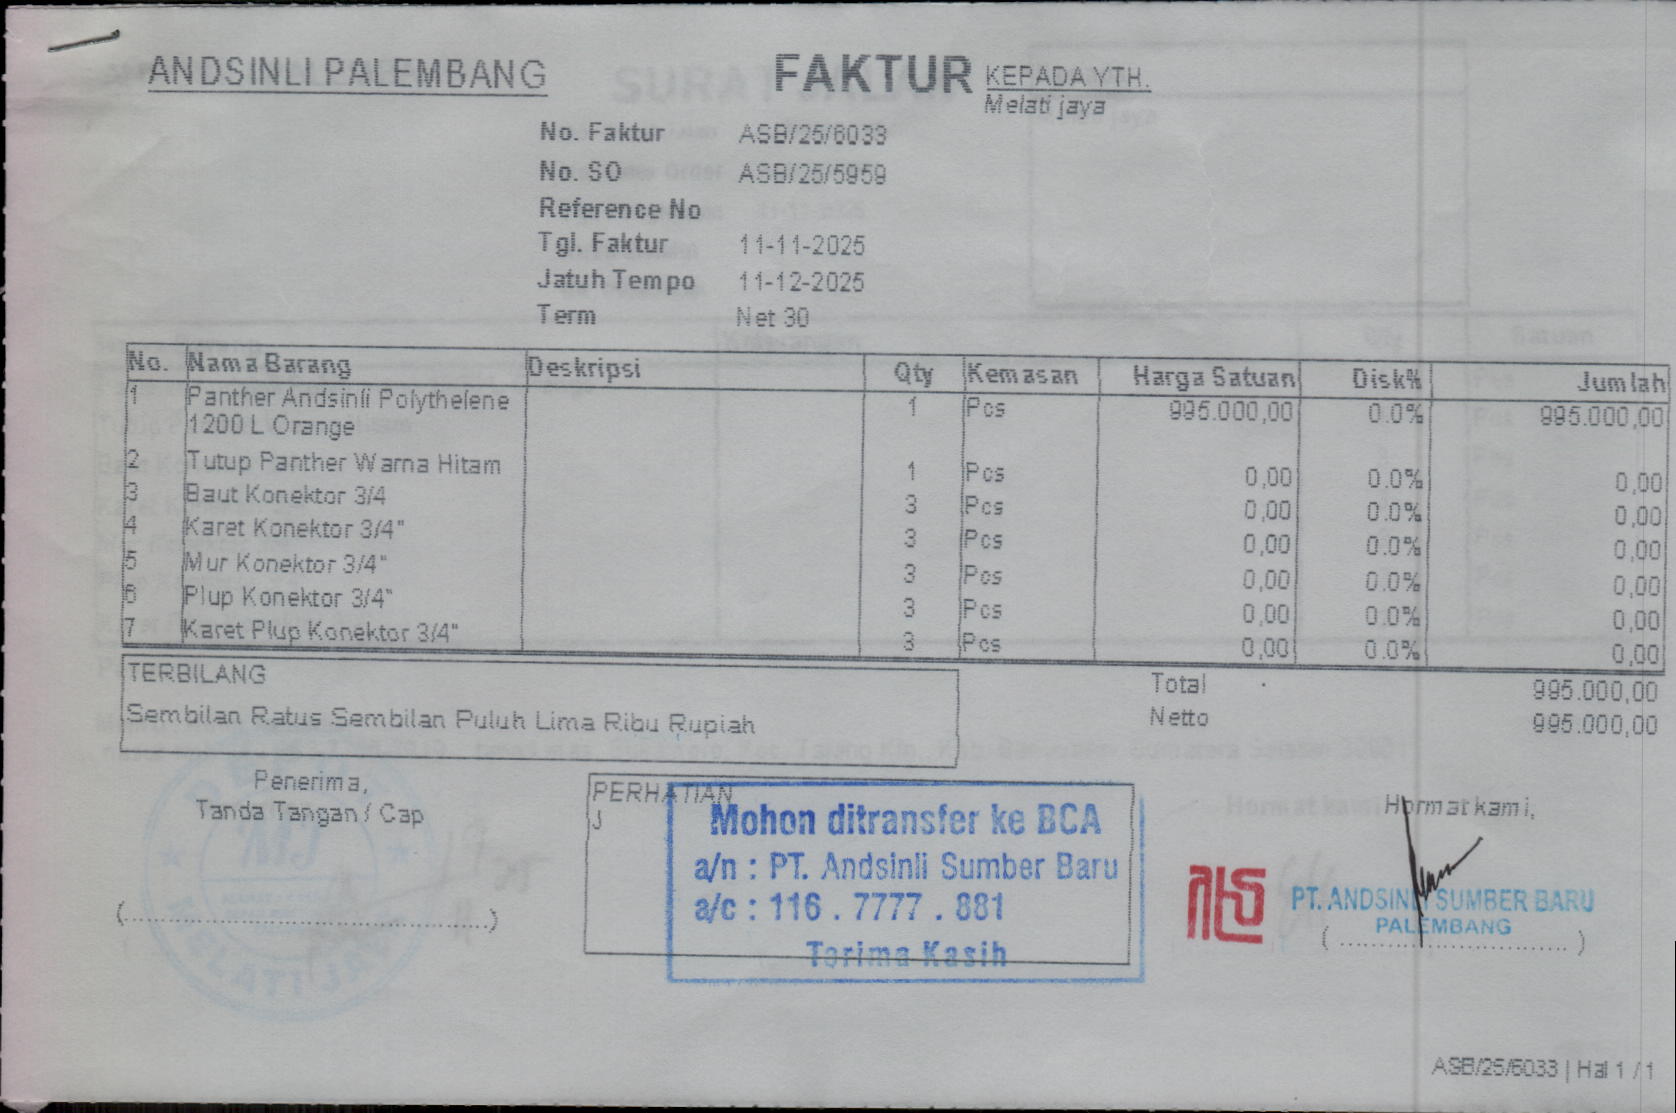 ANDSINLI PALEMBANG
FAKTUR
KEPADA YTH.
Melati jaya
No. Faktur ASB/25/6033
No. SO ASB/25/5959
Reference No
Tgl. Faktur 11-11-2025
Jatuh Tempo 11-12-2025
Term Net 30
No. Nama Barang Deskripsi Qty Kemasan Harga Satuan Disk% Jumlah
1 Panther Andsinli Polythelene 1 Pcs 995.000,00 0.0% 995.000,00
1200 L Orange
2 Tutup Panther Warna Hitam 1 Pcs 0,00 0.0% 0,00
3 Baut Konektor 3/4 3 Pcs 0,00 0.0% 0,00
4 Karet Konektor 3/4" 3 Pcs 0,00 0.0% 0,00
5 Mur Konektor 3/4" 3 Pcs 0,00 0.0% 0,00
6 Plup Konektor 3/4" 3 Pcs 0,00 0.0% 0,00
7 Karet Plup Konektor 3/4" 3 Pcs 0,00 0.0% 0,00
TERBILANG
Sembilan Ratus Sembilan Puluh Lima Ribu Rupiah
Total 995.000,00
Netto 995.000,00
Penerima,
Tanda Tangan / Cap
(....................................................)
MJ
MELATI JAYA
PERHATIAN
J
Mohon ditransfer ke BCA
a/n : PT. Andsinli Sumber Baru
a/c : 116 . 7777 . 881
Terima Kasih
Hormat kami,
PT. ANDSINLI SUMBER BARU
PALEMBANG
( ................................ )
ASB/25/6033 | Hal 1 / 1